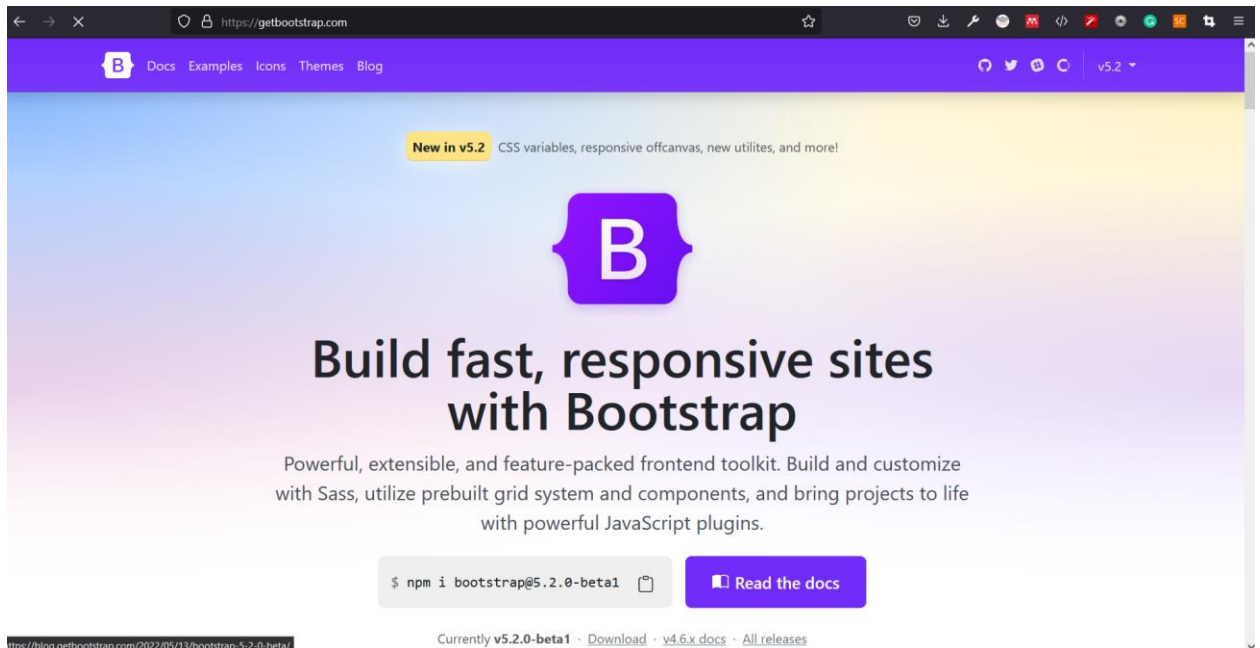 https://getbootstrap.com
B Docs Examples Icons Themes Blog v5.2
New in v5.2 CSS variables, responsive offcanvas, new utilites, and more!
B
Build fast, responsive sites
with Bootstrap
Powerful, extensible, and feature-packed frontend toolkit. Build and customize
with Sass, utilize prebuilt grid system and components, and bring projects to life
with powerful JavaScript plugins.
$ npm i bootstrap@5.2.0-beta1 Read the docs
Currently v5.2.0-beta1 · Download · v4.6.x docs · All releases
ttps://blog.getbootstrap.com/2022/05/13/bootstrap-5-2-0-beta/